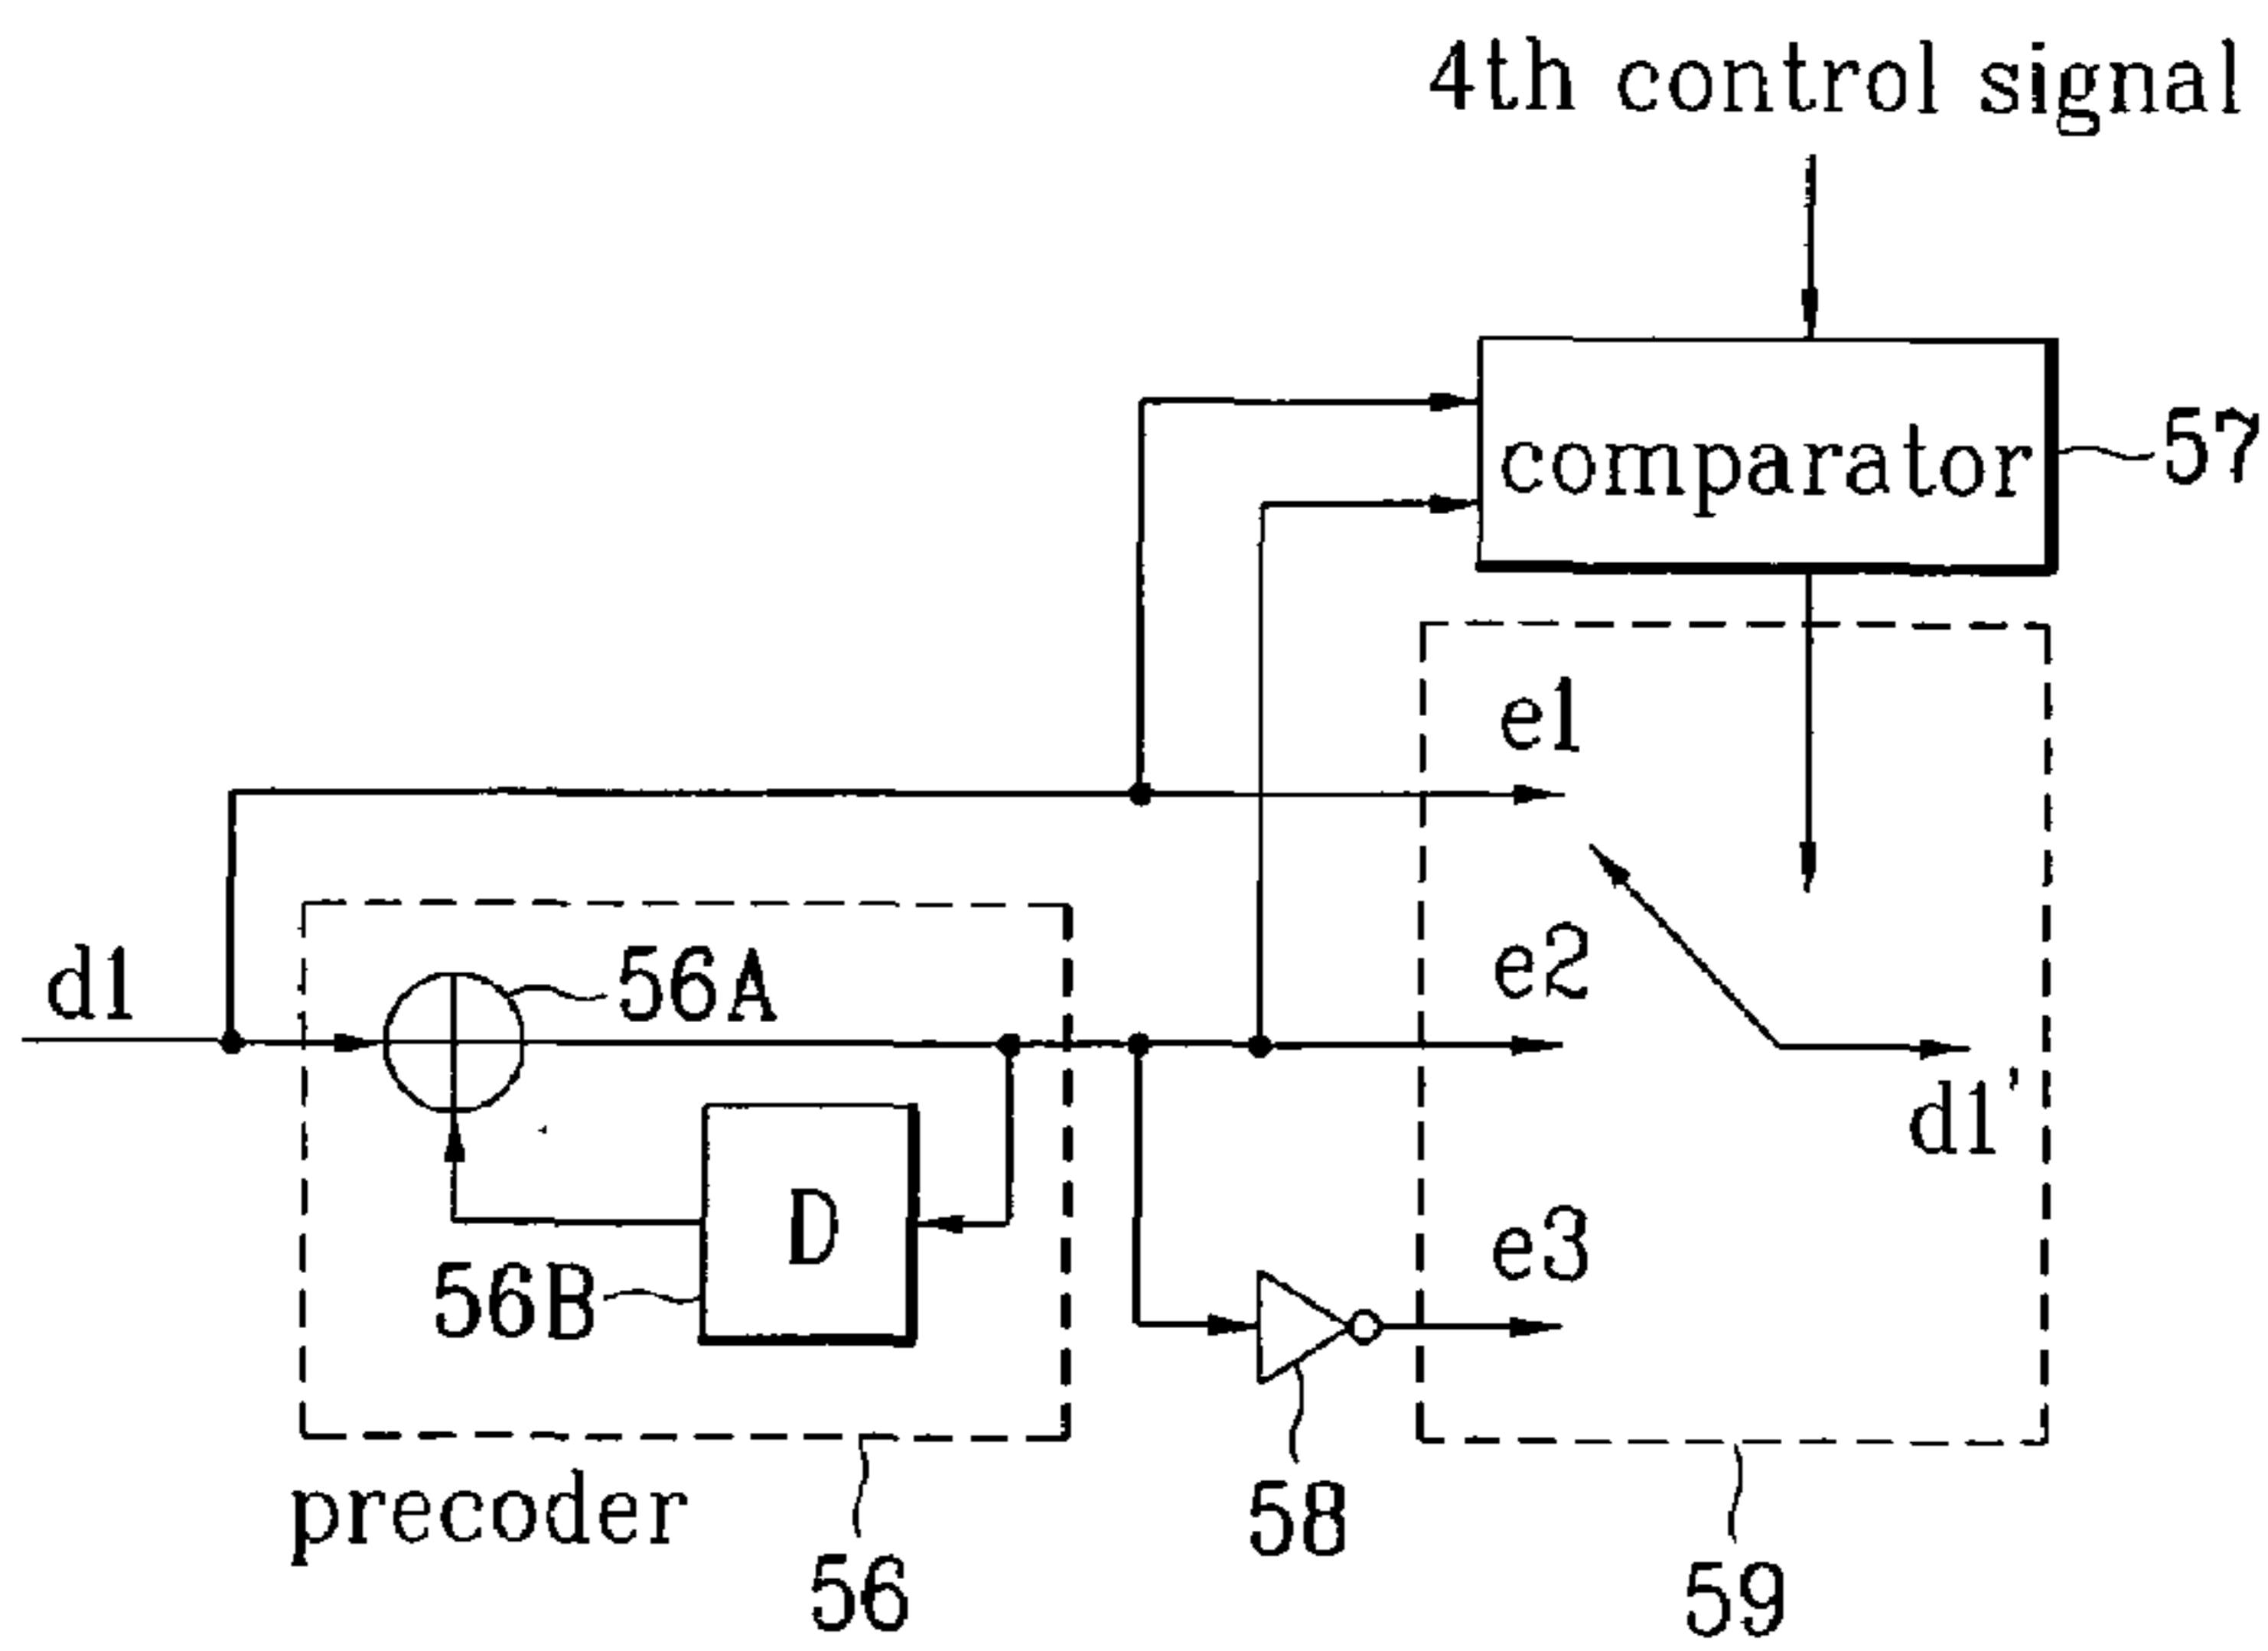 4th control signal
comparator
57
e1
d1
56A
e2
d1'
D
56B
e3
precoder
56
58
59